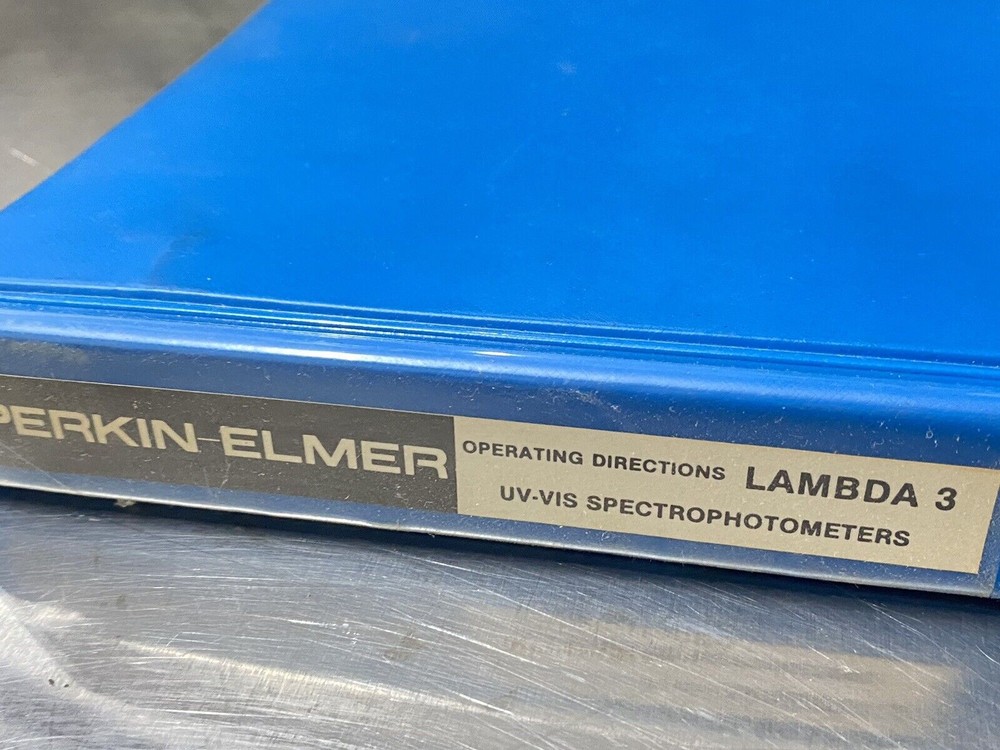 PERKIN-ELMER
OPERATING DIRECTIONS LAMBDA 3
UV-VIS SPECTROPHOTOMETERS